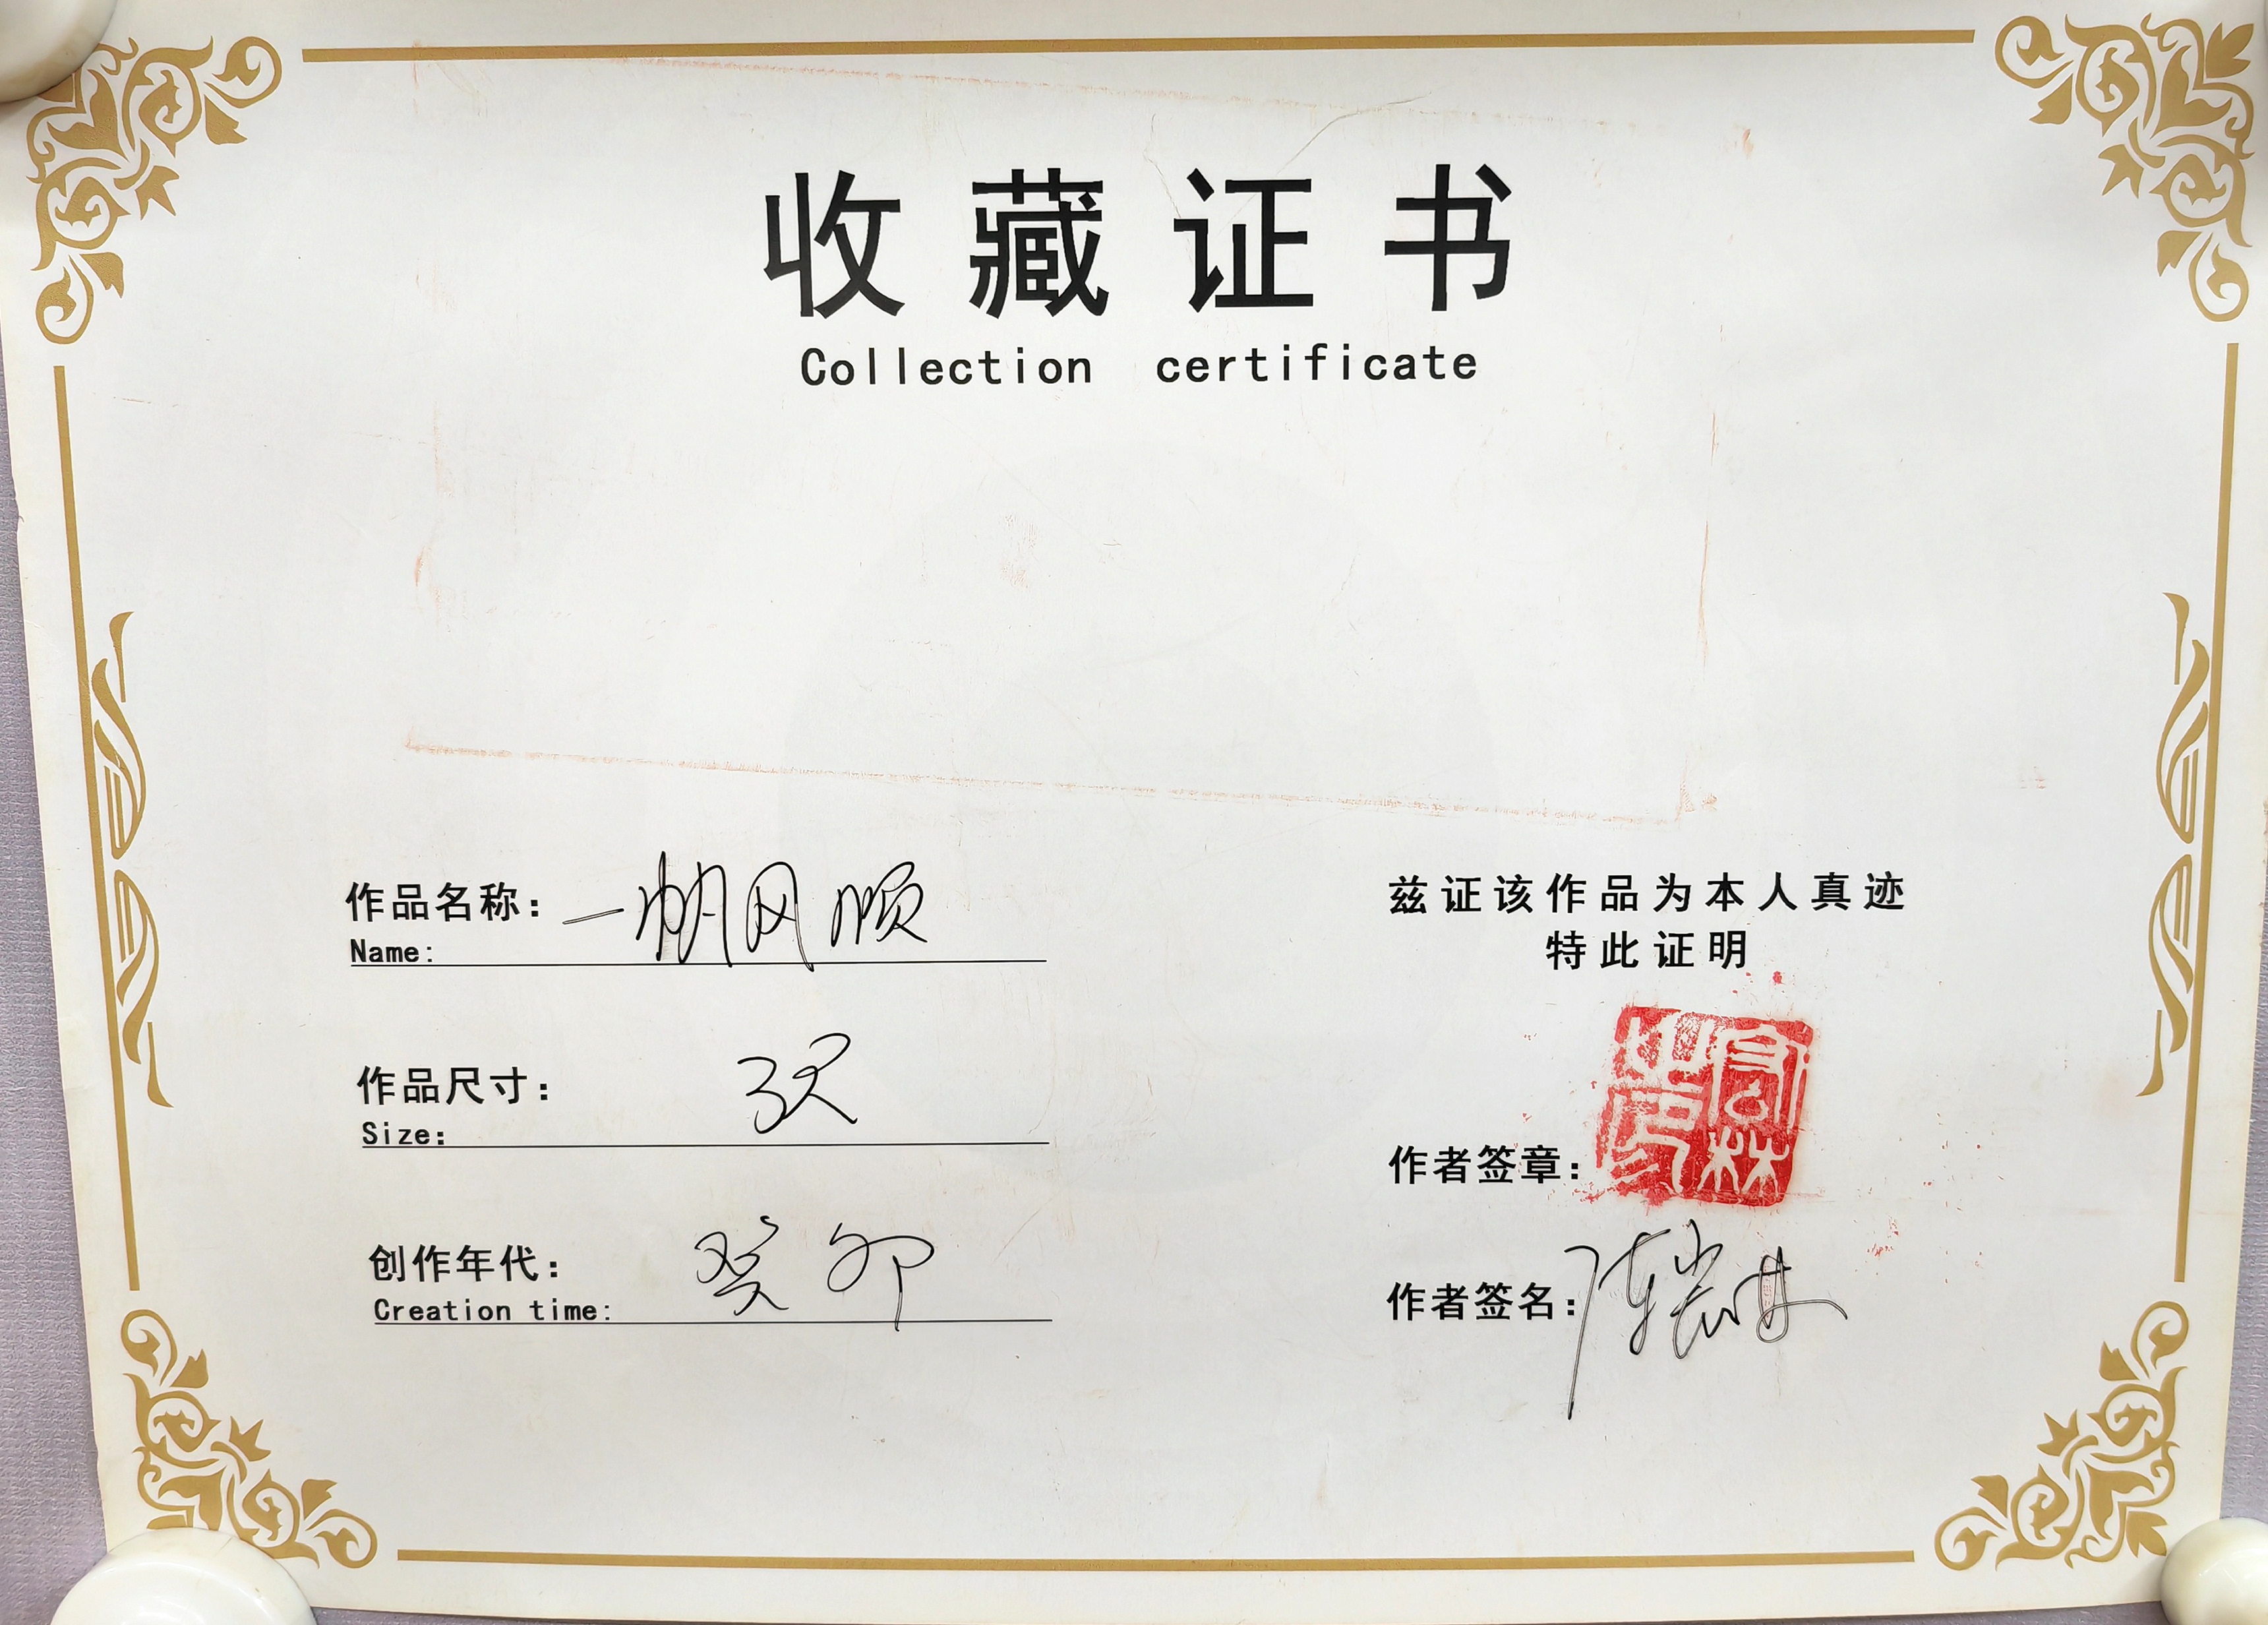 收藏证书
Collection certificate
作品名称：一帆风顺
Name:
作品尺寸：3尺
Size:
创作年代：癸卯
Creation time:
兹证该作品为本人真迹
特此证明
作者签章：
作者签名：陈